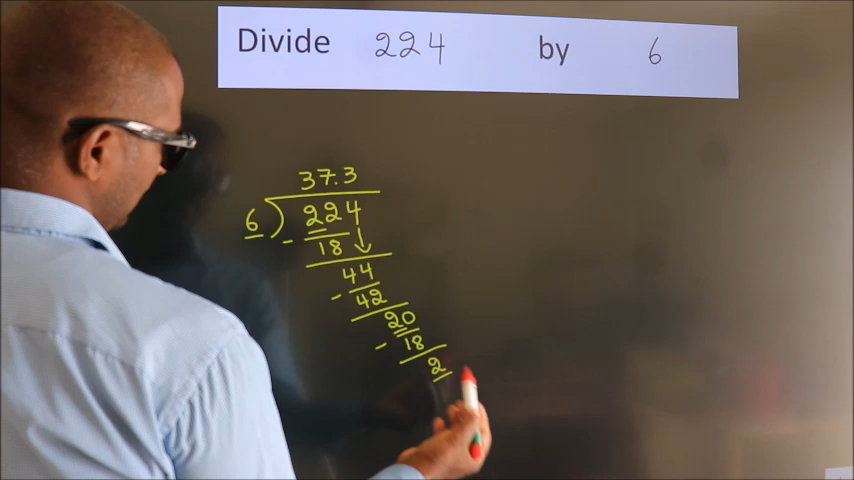 Divide 224 by 6
37.3
6 ) 224
- 18 ↓
44
- 42
20
- 18
2